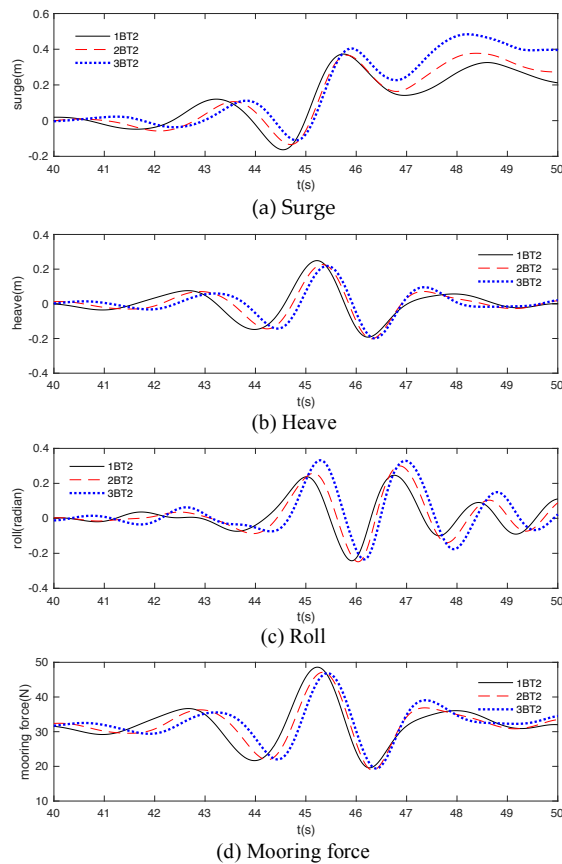 0.6
0.4
0.2
0
-0.2
surge(m)
1BT2
2BT2
3BT2
40 41 42 43 44 45 46 47 48 49 50
t(s)
(a) Surge
0.4
0.2
0
-0.2
-0.4
heave(m)
1BT2
2BT2
3BT2
40 41 42 43 44 45 46 47 48 49 50
t(s)
(b) Heave
0.4
0.2
0
-0.2
-0.4
roll(radian)
1BT2
2BT2
3BT2
40 41 42 43 44 45 46 47 48 49 50
t(s)
(c) Roll
50
40
30
20
10
mooring force(N)
1BT2
2BT2
3BT2
40 41 42 43 44 45 46 47 48 49 50
t(s)
(d) Mooring force